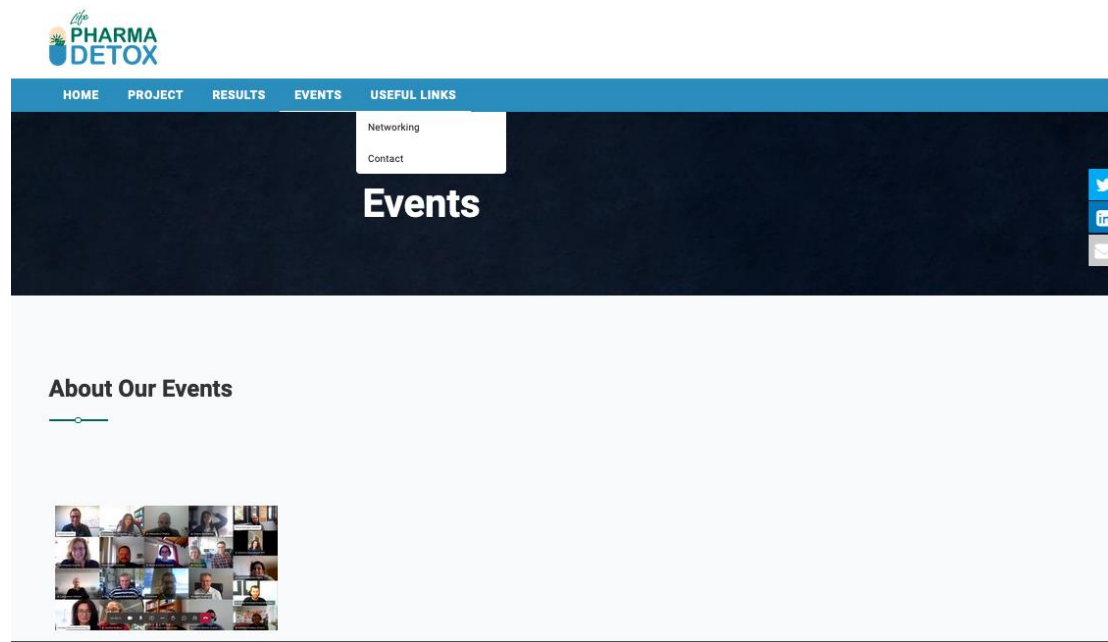 Life
PHARMA
DETOX
HOME PROJECT RESULTS EVENTS USEFUL LINKS
Networking
Contact
Events
About Our Events